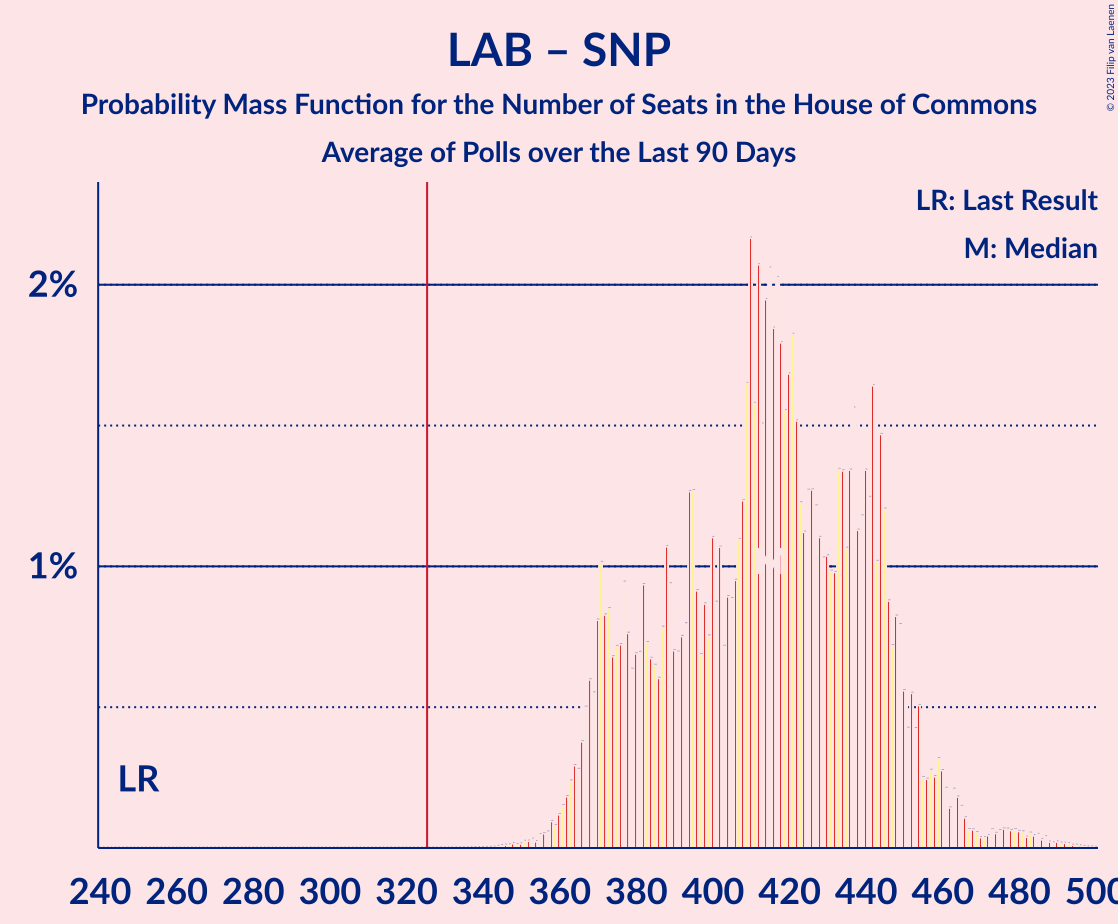 LAB – SNP
Probability Mass Function for the Number of Seats in the House of Commons
Average of Polls over the Last 90 Days
© 2023 Filip van Laenen
LR: Last Result
M: Median
2%
1%
LR
240 260 280 300 320 340 360 380 400 420 440 460 480 500